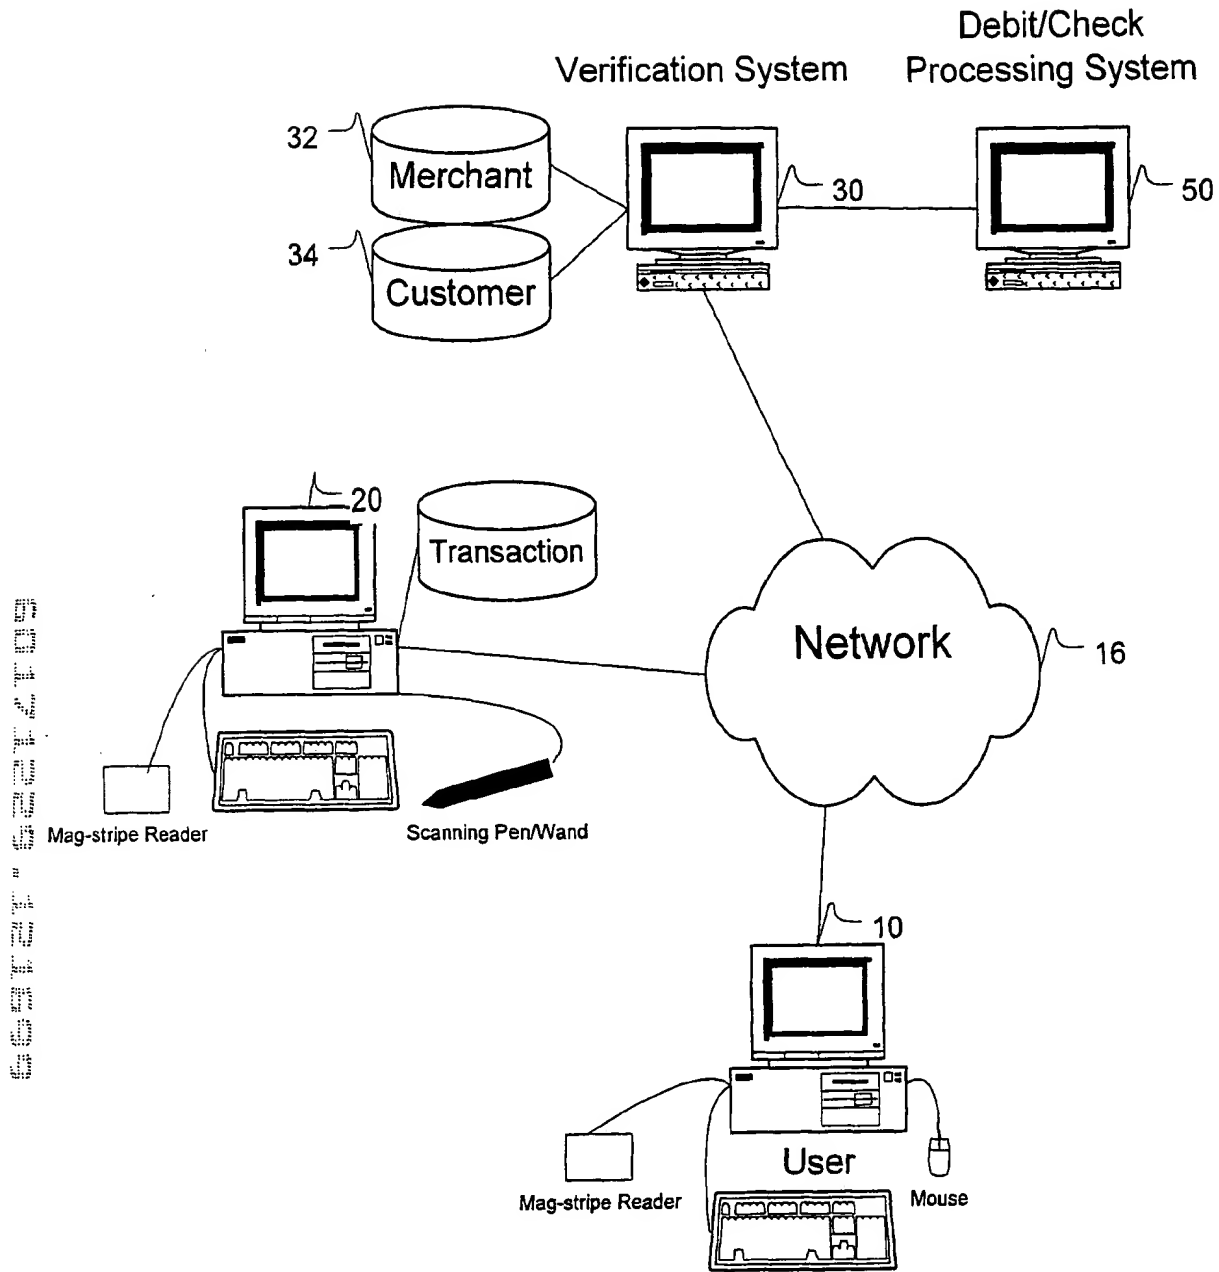 Debit/Check
Verification System Processing System
32
Merchant
30
50
34
Customer
20
Transaction
Network
16
Mag-stripe Reader
Scanning Pen/Wand
10
User
Mag-stripe Reader
Mouse